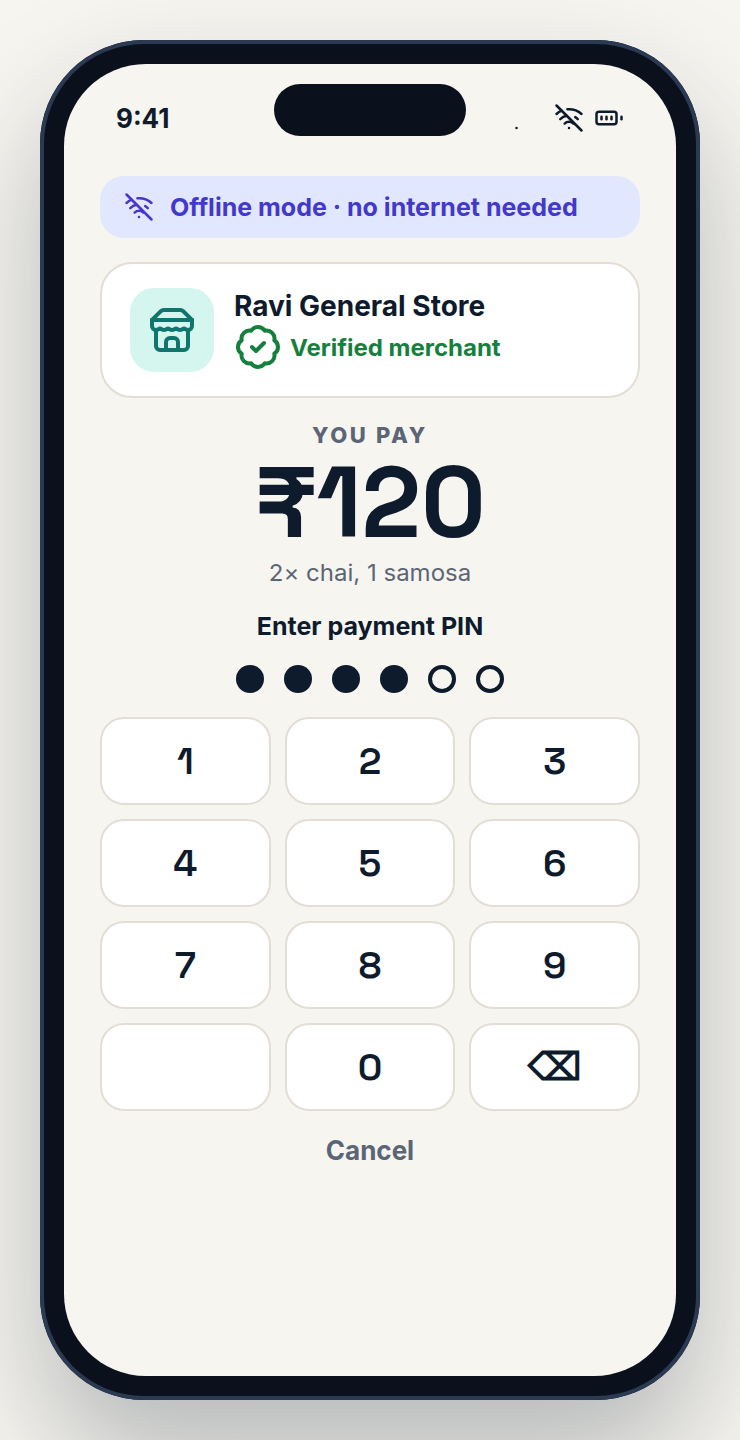 9:41
Offline mode · no internet needed
Ravi General Store
Verified merchant
YOU PAY
₹120
2× chai, 1 samosa
Enter payment PIN
1 2 3
4 5 6
7 8 9
0 ⌫
Cancel